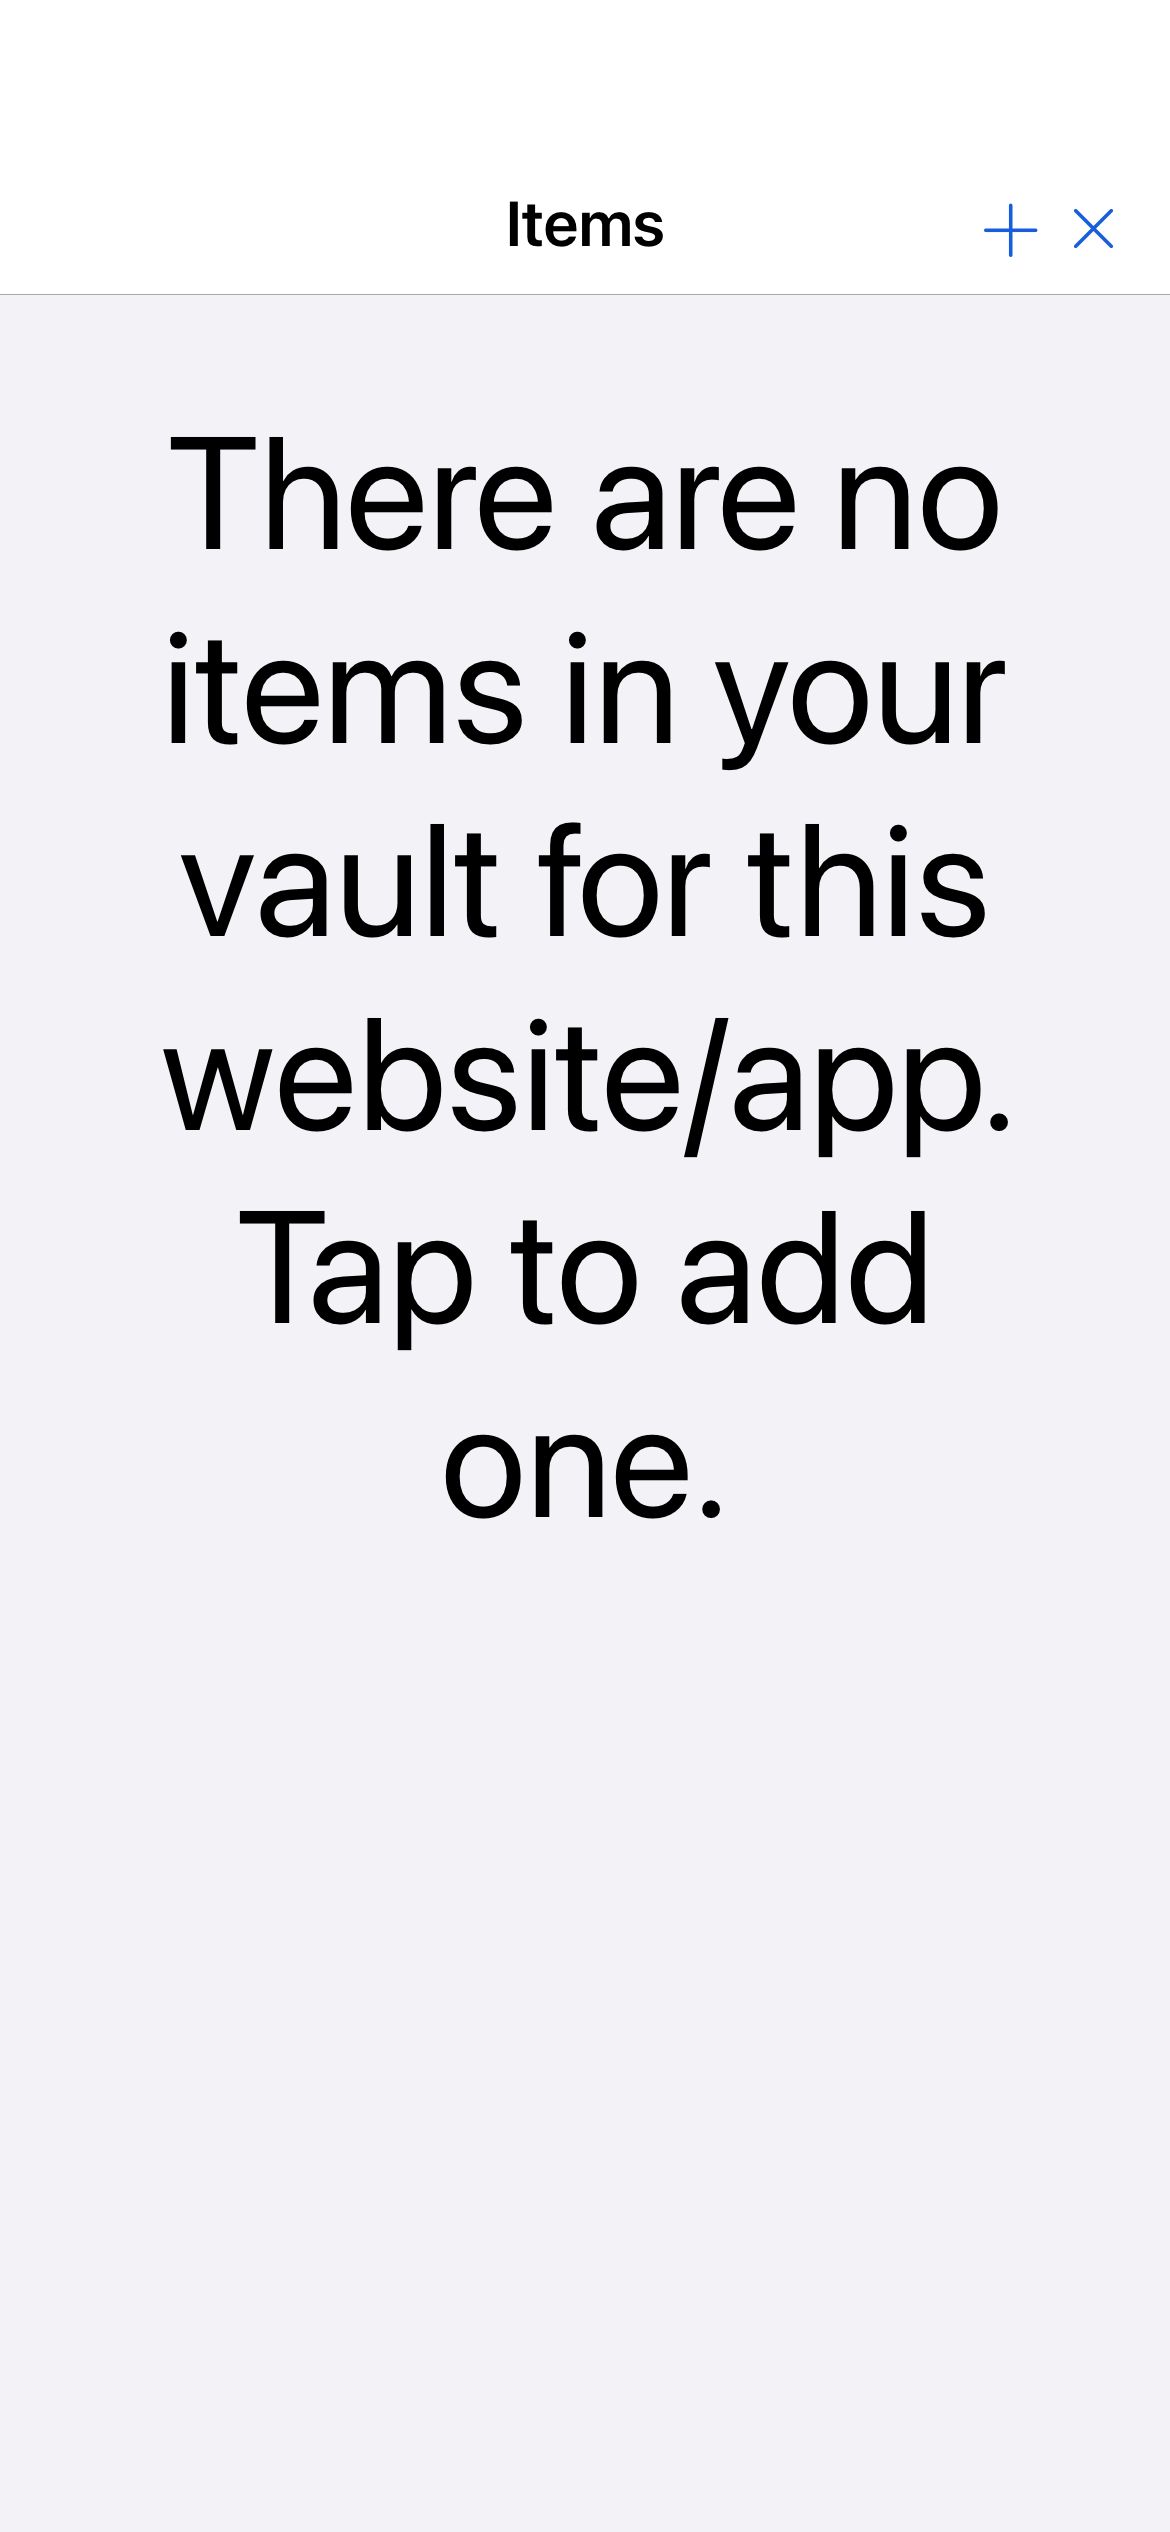 Items
There are no
items in your
vault for this
website/app.
Tap to add
one.